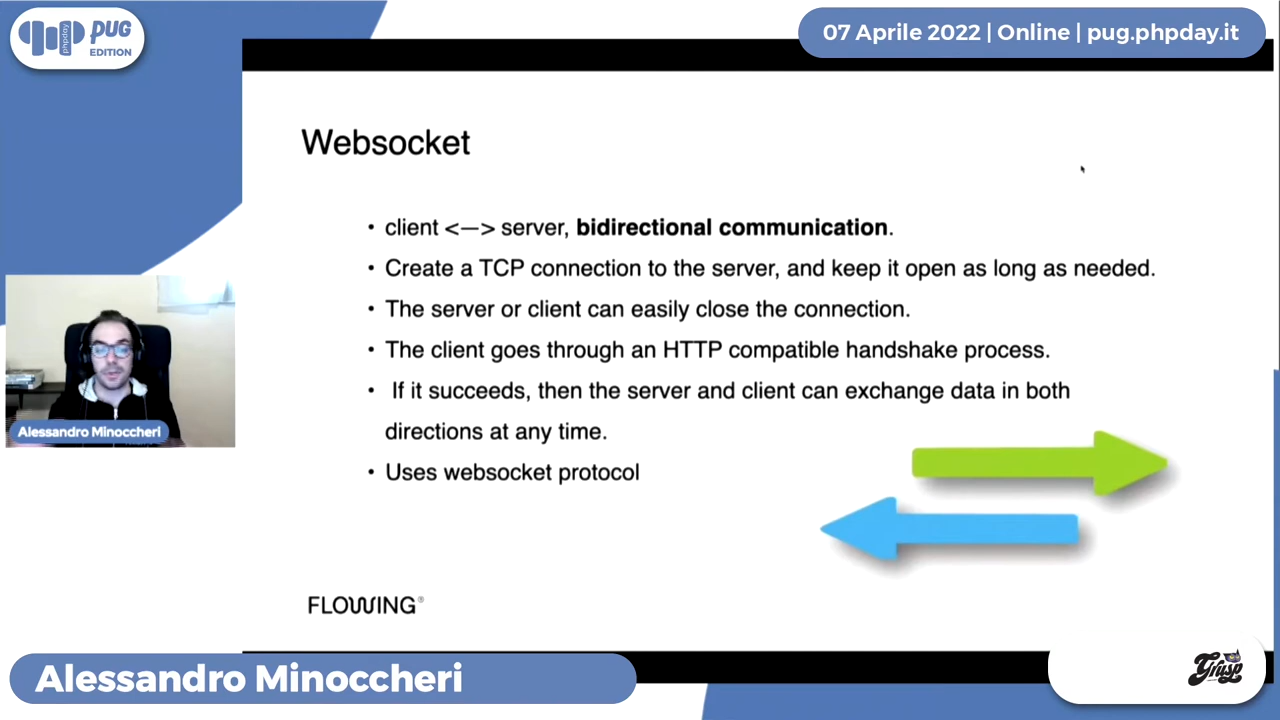 phpday
PUG
EDITION
07 Aprile 2022 | Online | pug.phpday.it
Websocket
• client <—> server, bidirectional communication.
• Create a TCP connection to the server, and keep it open as long as needed.
• The server or client can easily close the connection.
• The client goes through an HTTP compatible handshake process.
• If it succeeds, then the server and client can exchange data in both
directions at any time.
• Uses websocket protocol
Alessandro Minoccheri
FLOWING®
Alessandro Minoccheri
Grusp